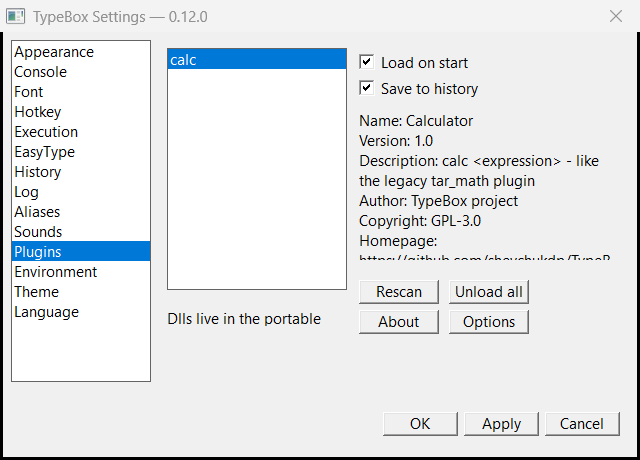 TypeBox Settings — 0.12.0
Appearance
Console
Font
Hotkey
Execution
EasyType
History
Log
Aliases
Sounds
Plugins
Environment
Theme
Language
calc
Dlls live in the portable
Load on start
Save to history
Name: Calculator
Version: 1.0
Description: calc <expression> - like
the legacy tar_math plugin
Author: TypeBox project
Copyright: GPL-3.0
Homepage:
Rescan
Unload all
About
Options
OK
Apply
Cancel